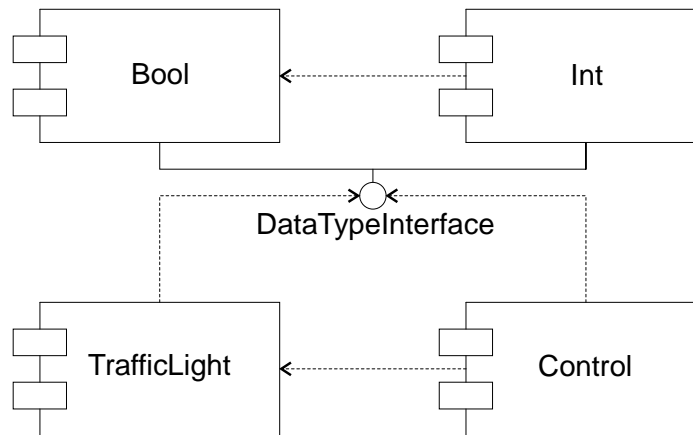 Bool
Int
DataTypeInterface
TrafficLight
Control